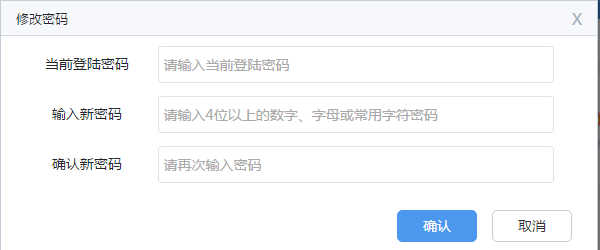 修改密码 X
当前登陆密码 请输入当前登陆密码
输入新密码 请输入4位以上的数字、字母或常用字符密码
确认新密码 请再次输入密码
确认 取消